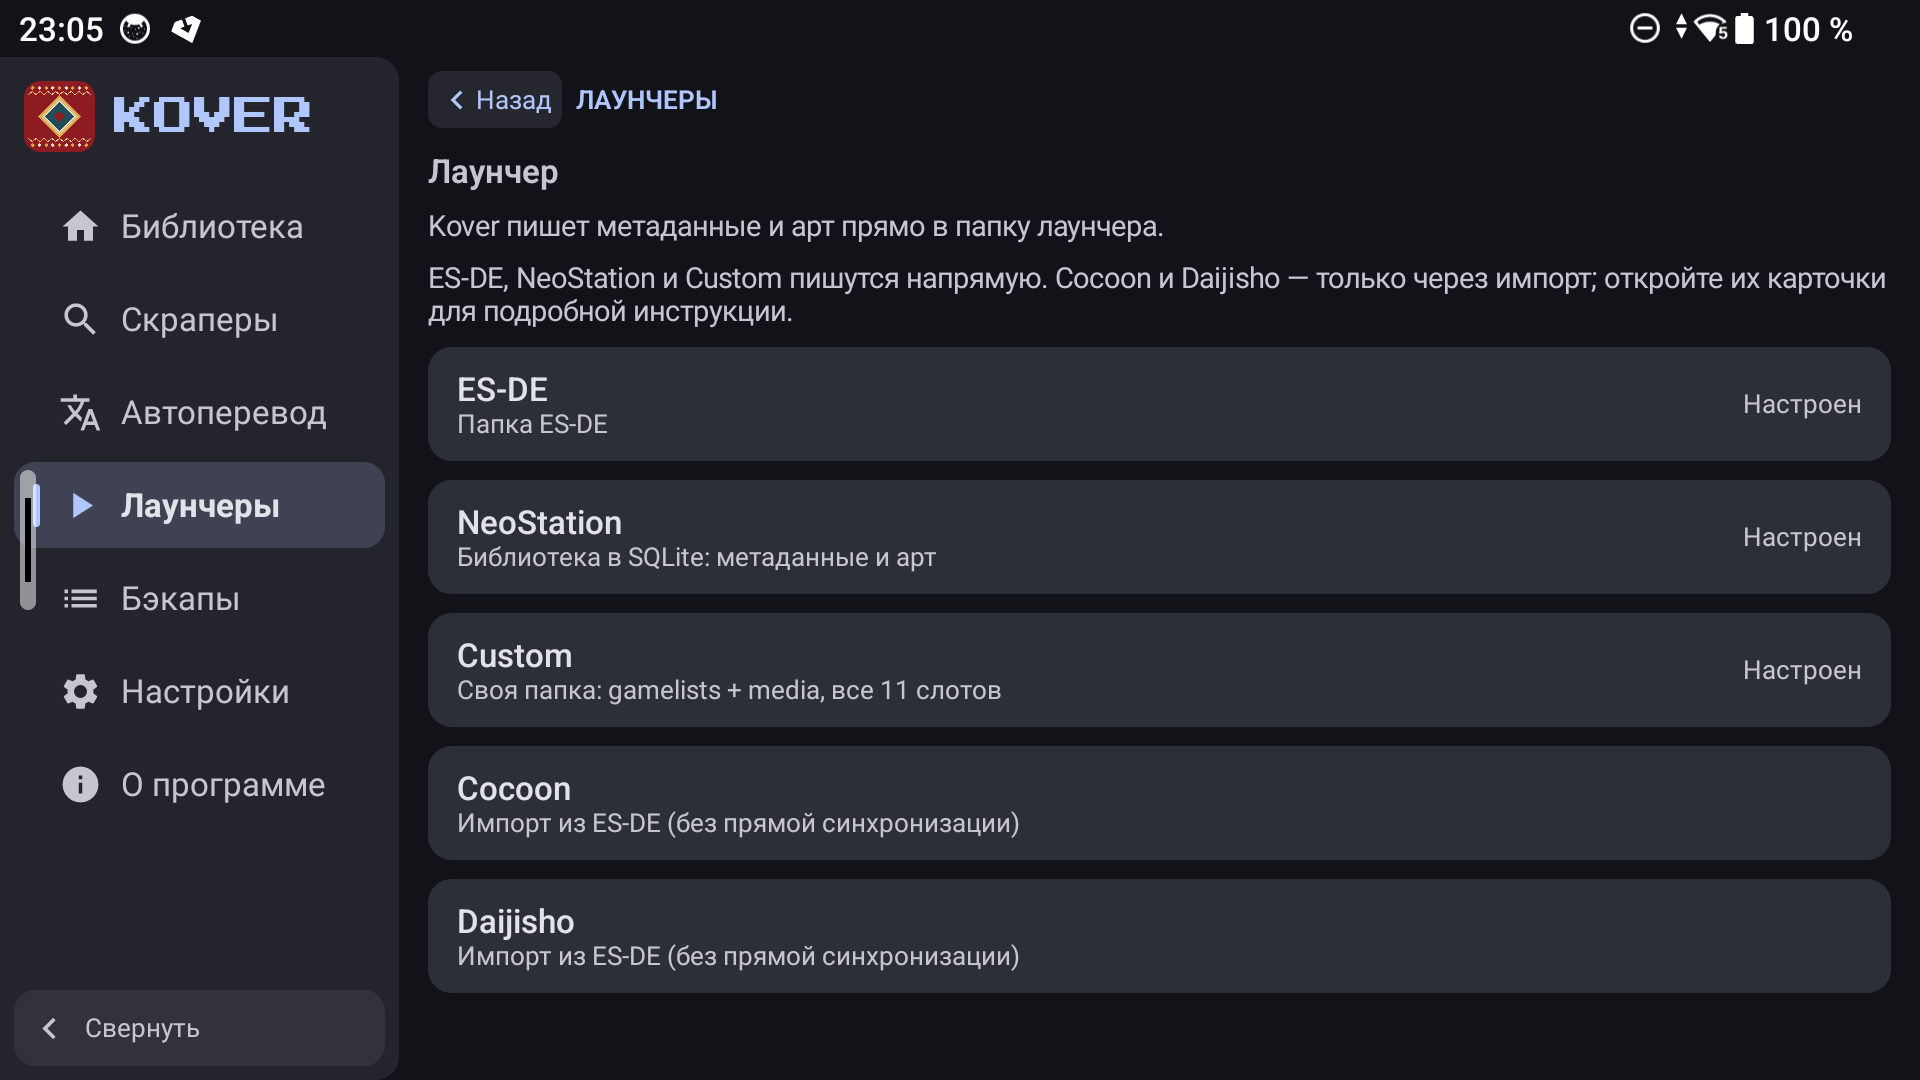 23:05
5 100 %
KOVER
Библиотека
Скраперы
Автоперевод
Лаунчеры
Бэкапы
Настройки
О программе
Свернуть
Назад ЛАУНЧЕРЫ
Лаунчер
Kover пишет метаданные и арт прямо в папку лаунчера.
ES-DE, NeoStation и Custom пишутся напрямую. Cocoon и Daijisho — только через импорт; откройте их карточки
для подробной инструкции.
ES-DE
Папка ES-DE
Настроен
NeoStation
Библиотека в SQLite: метаданные и арт
Настроен
Custom
Своя папка: gamelists + media, все 11 слотов
Настроен
Cocoon
Импорт из ES-DE (без прямой синхронизации)
Daijisho
Импорт из ES-DE (без прямой синхронизации)